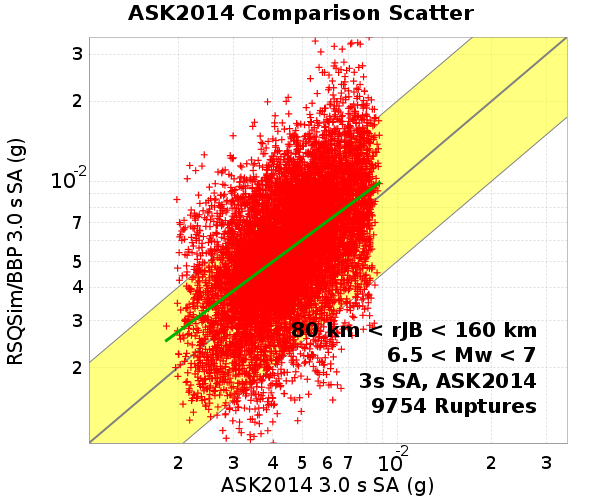 ASK2014 Comparison Scatter
RSQSim/BBP 3.0 s SA (g)
3
2
10-2
7
5
4
3
2
80 km < rJB < 160 km
6.5 < Mw < 7
3s SA, ASK2014
9754 Ruptures
2 3 4 5 6 7 10-2 2 3
ASK2014 3.0 s SA (g)